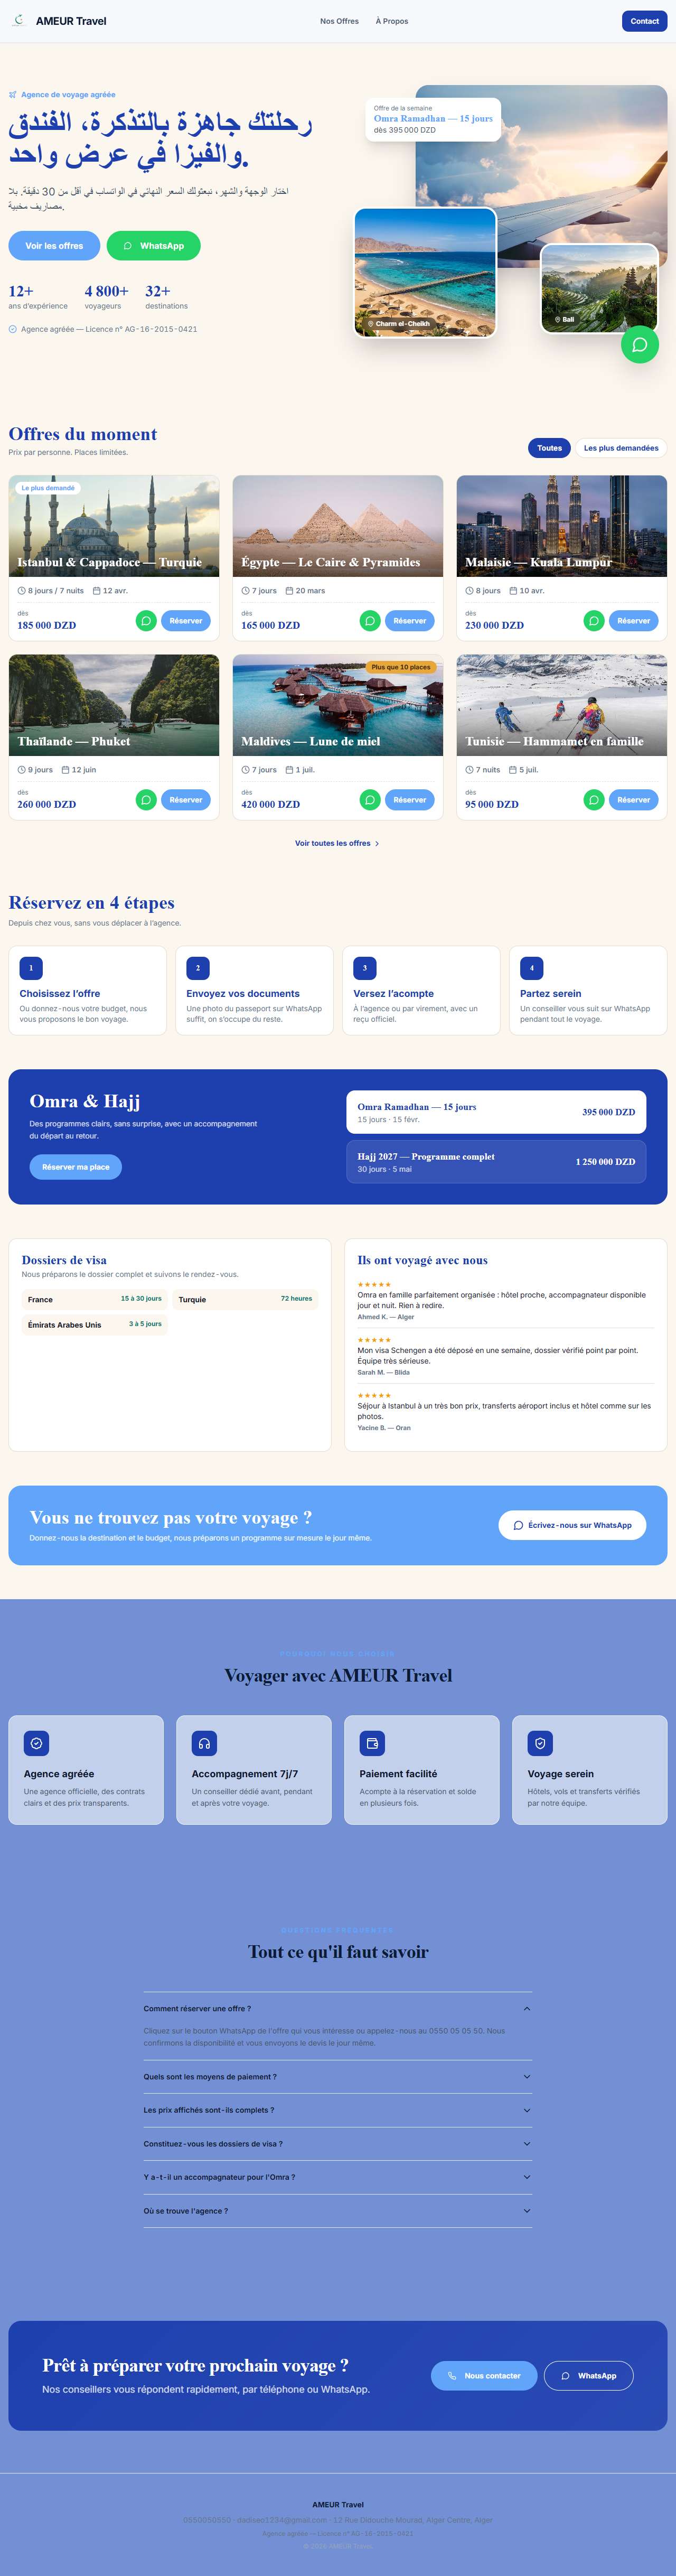 AMEUR Travel
Nos Offres
À Propos
Contact
Agence de voyage agréée
رحلتك جاهزة بالتذكرة، الفندق
والفيزا في عرض واحد.
اختار الوجهة والشهر، نبعثولك السعر النهائي في الواتساب في أقل من 30 دقيقة. بلا
مصاريف مخبية.
Voir les offres
WhatsApp
12+
ans d'expérience
4 800+
voyageurs
32+
destinations
Agence agréée — Licence n° AG-16-2015-0421
Offre de la semaine
Omra Ramadhan — 15 jours
dès 395 000 DZD
Charm el-Cheikh
Bali
Offres du moment
Prix par personne. Places limitées.
Toutes
Les plus demandées
Le plus demandé
Istanbul & Cappadoce — Turquie
8 jours / 7 nuits
12 avr.
dès
185 000 DZD
Réserver
Égypte — Le Caire & Pyramides
7 jours
20 mars
dès
165 000 DZD
Réserver
Malaisie — Kuala Lumpur
8 jours
10 avr.
dès
230 000 DZD
Réserver
Thaïlande — Phuket
9 jours
12 juin
dès
260 000 DZD
Réserver
Plus que 10 places
Maldives — Lune de miel
7 jours
1 juil.
dès
420 000 DZD
Réserver
Tunisie — Hammamet en famille
7 nuits
5 juil.
dès
95 000 DZD
Réserver
Voir toutes les offres
Réservez en 4 étapes
Depuis chez vous, sans vous déplacer à l'agence.
1
Choisissez l'offre
Ou donnez-nous votre budget, nous
vous proposons le bon voyage.
2
Envoyez vos documents
Une photo du passeport sur WhatsApp
suffit, on s'occupe du reste.
3
Versez l'acompte
À l'agence ou par virement, avec un
reçu officiel.
4
Partez serein
Un conseiller vous suit sur WhatsApp
pendant tout le voyage.
Omra & Hajj
Des programmes clairs, sans surprise, avec un accompagnement
du départ au retour.
Réserver ma place
Omra Ramadhan — 15 jours
15 jours · 15 févr.
395 000 DZD
Hajj 2027 — Programme complet
30 jours · 5 mai
1 250 000 DZD
Dossiers de visa
Nous préparons le dossier complet et suivons le rendez-vous.
France
15 à 30 jours
Turquie
72 heures
Émirats Arabes Unis
3 à 5 jours
Ils ont voyagé avec nous
★★★★★
Omra en famille parfaitement organisée : hôtel proche, accompagnateur disponible
jour et nuit. Rien à redire.
Ahmed K. — Alger
★★★★★
Mon visa Schengen a été déposé en une semaine, dossier vérifié point par point.
Équipe très sérieuse.
Sarah M. — Blida
★★★★★
Séjour à Istanbul à un très bon prix, transferts aéroport inclus et hôtel comme sur les
photos.
Yacine B. — Oran
Vous ne trouvez pas votre voyage ?
Donnez-nous la destination et le budget, nous préparons un programme sur mesure le jour même.
Écrivez-nous sur WhatsApp
POURQUOI NOUS CHOISIR
Voyager avec AMEUR Travel
Agence agréée
Une agence officielle, des contrats
clairs et des prix transparents.
Accompagnement 7j/7
Un conseiller dédié avant, pendant
et après votre voyage.
Paiement facilité
Acompte à la réservation et solde
en plusieurs fois.
Voyage serein
Hôtels, vols et transferts vérifiés
par notre équipe.
QUESTIONS FRÉQUENTES
Tout ce qu'il faut savoir
Comment réserver une offre ?
Cliquez sur le bouton WhatsApp de l'offre qui vous intéresse ou appelez-nous au 0550 05 05 50. Nous
confirmons la disponibilité et vous envoyons le devis le jour même.
Quels sont les moyens de paiement ?
Les prix affichés sont-ils complets ?
Constituez-vous les dossiers de visa ?
Y a-t-il un accompagnateur pour l'Omra ?
Où se trouve l'agence ?
Prêt à préparer votre prochain voyage ?
Nos conseillers vous répondent rapidement, par téléphone ou WhatsApp.
Nous contacter
WhatsApp
AMEUR Travel
12 Rue Didouche Mourad, Alger Centre, Alger
Agence agréée — Licence n° AG-16-2015-0421